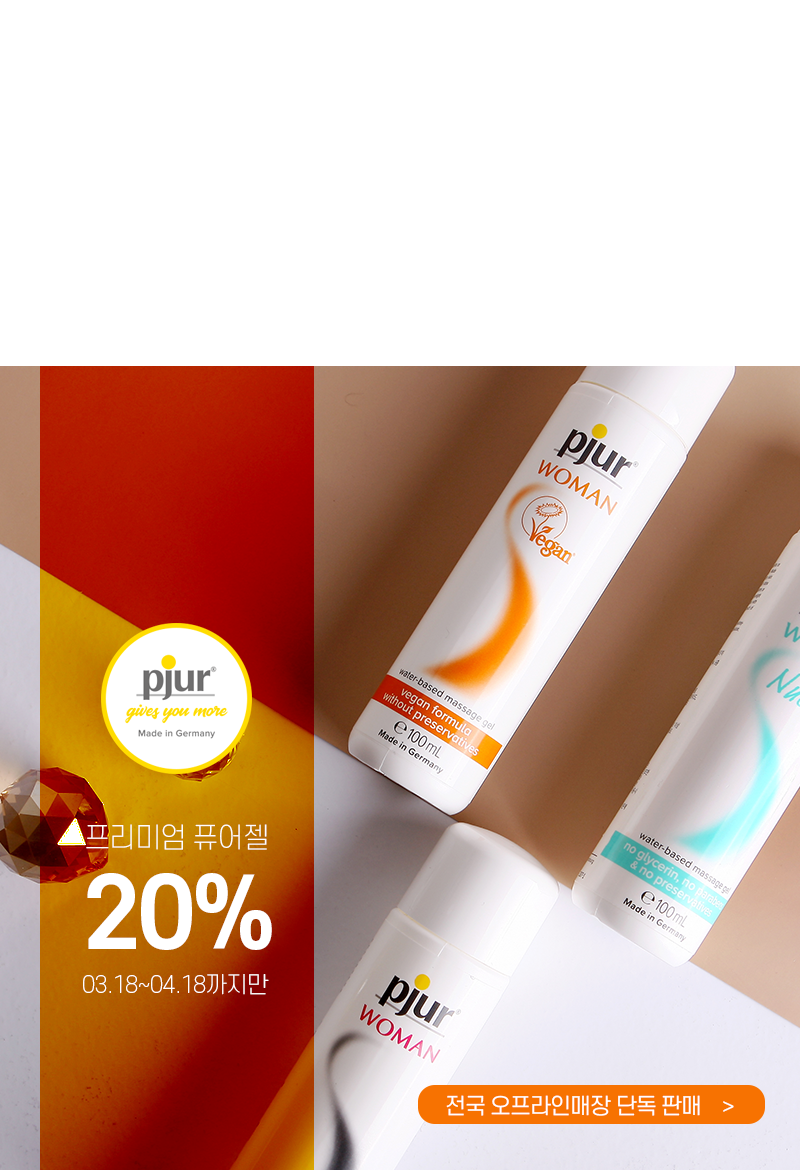 pjur®
WOMAN
Vegan
water-based massage gel
vegan formula
without preservatives
℮ 100 mL
Made in Germany
water-based massage gel
no glycerin, no
& no preservatives
℮ 100 mL
Made in Germany
pjur®
gives you more
Made in Germany
프리미엄 퓨어젤
20%
03.18~04.18까지만
pjur®
WOMAN
전국 오프라인매장 단독 판매 >